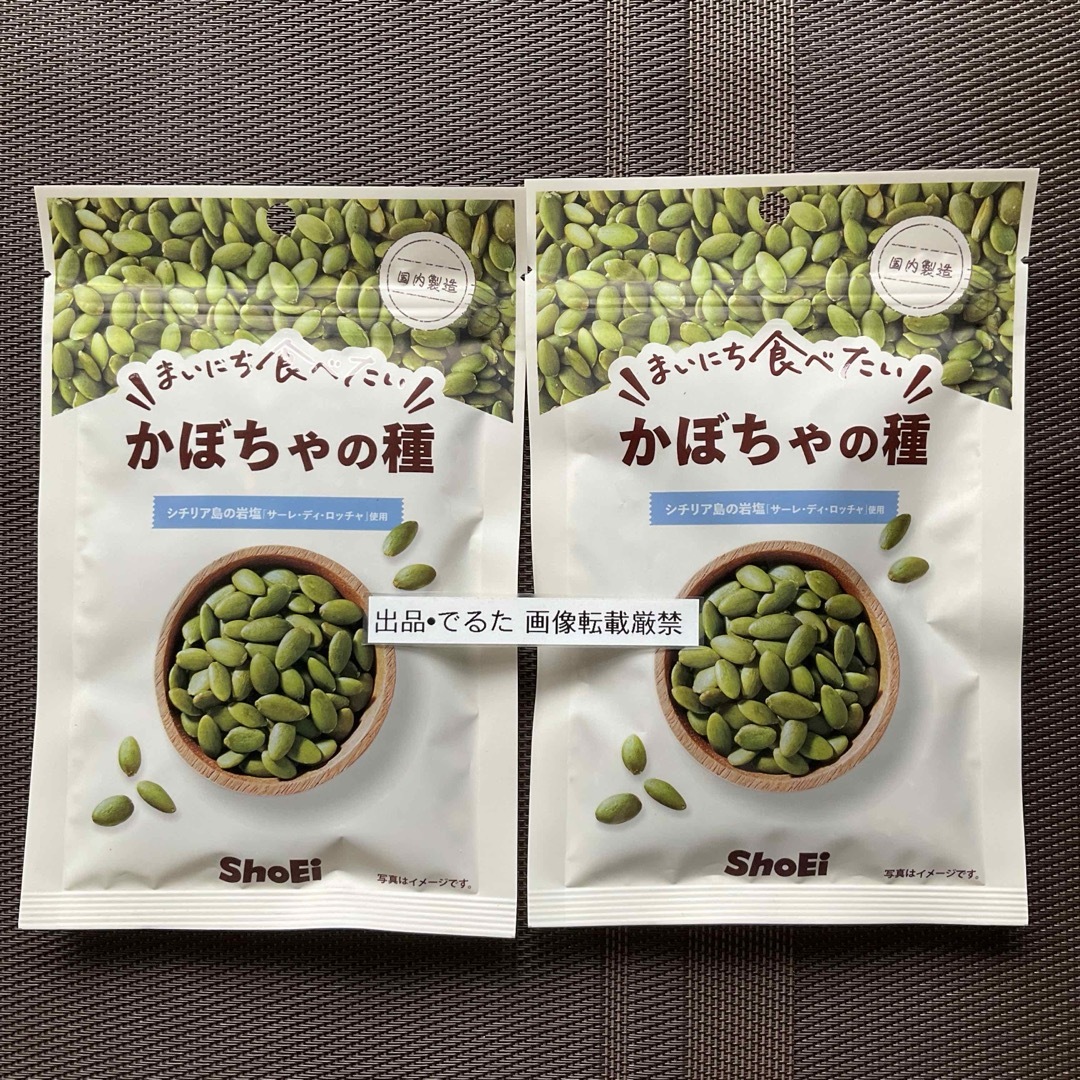 国内製造
まいにち食べたい
かぼちゃの種
シチリア島の岩塩「サーレ・ディ・ロッチャ」使用
ShoEi
写真はイメージです。
国内製造
まいにち食べたい
かぼちゃの種
シチリア島の岩塩「サーレ・ディ・ロッチャ」使用
ShoEi
写真はイメージです。
出品•でるた 画像転載厳禁